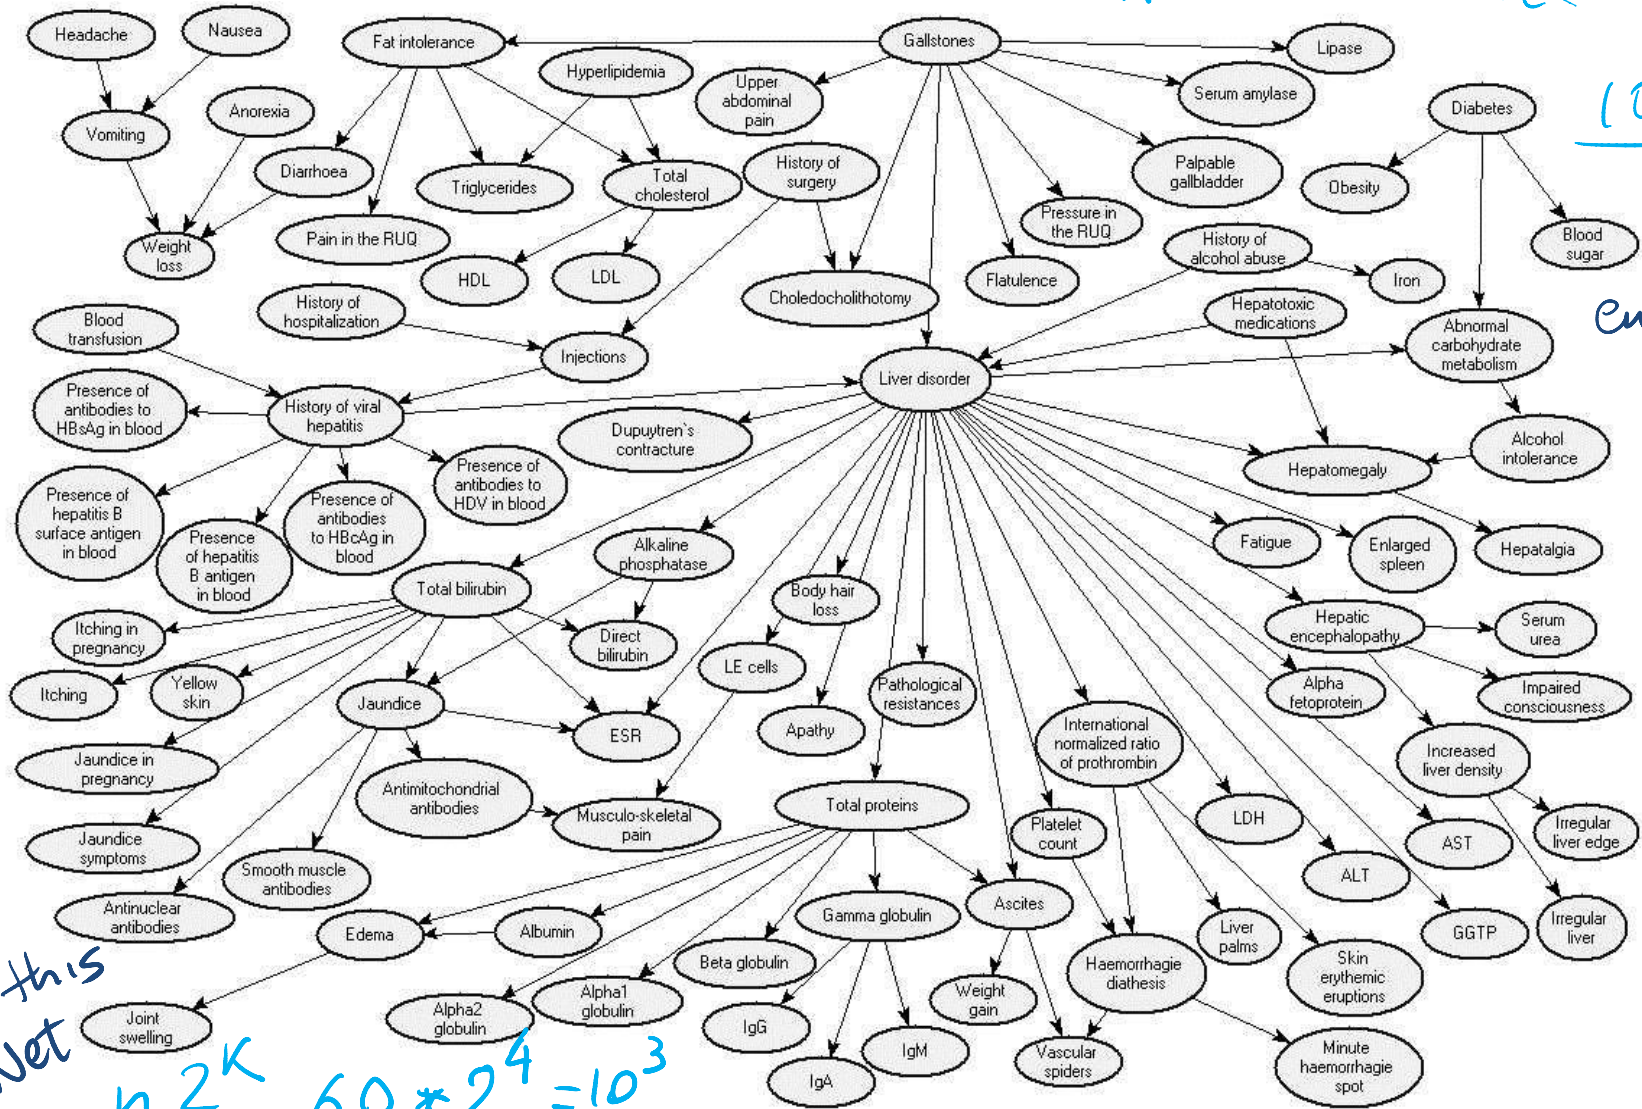 Headache
Nausea
Fat intolerance
Gallstones
Lipase
Hyperlipidemia
Upper
abdominal
pain
Serum amylase
Anorexia
Vomiting
Diabetes
Diarrhoea
Triglycerides
Total
cholesterol
History of
surgery
Palpable
gallbladder
Obesity
Pain in the RUQ
Pressure in
the RUQ
Weight
loss
HDL
LDL
Flatulence
History of
alcohol abuse
Iron
Blood
sugar
Choledocholithotomy
History of
hospitalization
Hepatotoxic
medications
Blood
transfusion
Injections
Abnormal
carbohydrate
metabolism
Liver disorder
Presence of
antibodies to
HBsAg in blood
History of viral
hepatitis
Dupuytren`s
contracture
Alcohol
intolerance
Hepatomegaly
Presence of
antibodies to
HDV in blood
Presence of
hepatitis B
surface antigen
in blood
Presence
of hepatitis
B antigen
in blood
Presence of
antibodies
to HBcAg in
blood
Alkaline
phosphatase
Fatigue
Enlarged
spleen
Hepatalgia
Total bilirubin
Body hair
loss
Itching in
pregnancy
Direct
bilirubin
Hepatic
encephalopathy
Serum
urea
LE cells
Itching
Yellow
skin
Jaundice
Pathological
resistances
Alpha
fetoprotein
Impaired
consciousness
ESR
Apathy
International
normalized ratio
of prothrombin
Increased
liver density
Jaundice in
pregnancy
Antimitochondrial
antibodies
Total proteins
Musculo-skeletal
pain
Platelet
count
LDH
Irregular
liver edge
AST
Jaundice
symptoms
Smooth muscle
antibodies
ALT
Antinuclear
antibodies
Edema
Albumin
Gamma globulin
Ascites
Liver
palms
GGTP
Irregular
liver
Beta globulin
Haemorrhagie
diathesis
Skin
erythemic
eruptions
Joint
swelling
Alpha2
globulin
Alpha1
globulin
IgG
Weight
gain
IgM
IgA
Vascular
spiders
Minute
haemorrhagie
spot
this
Net
n 2^K 60 * 2^4 = 10^3